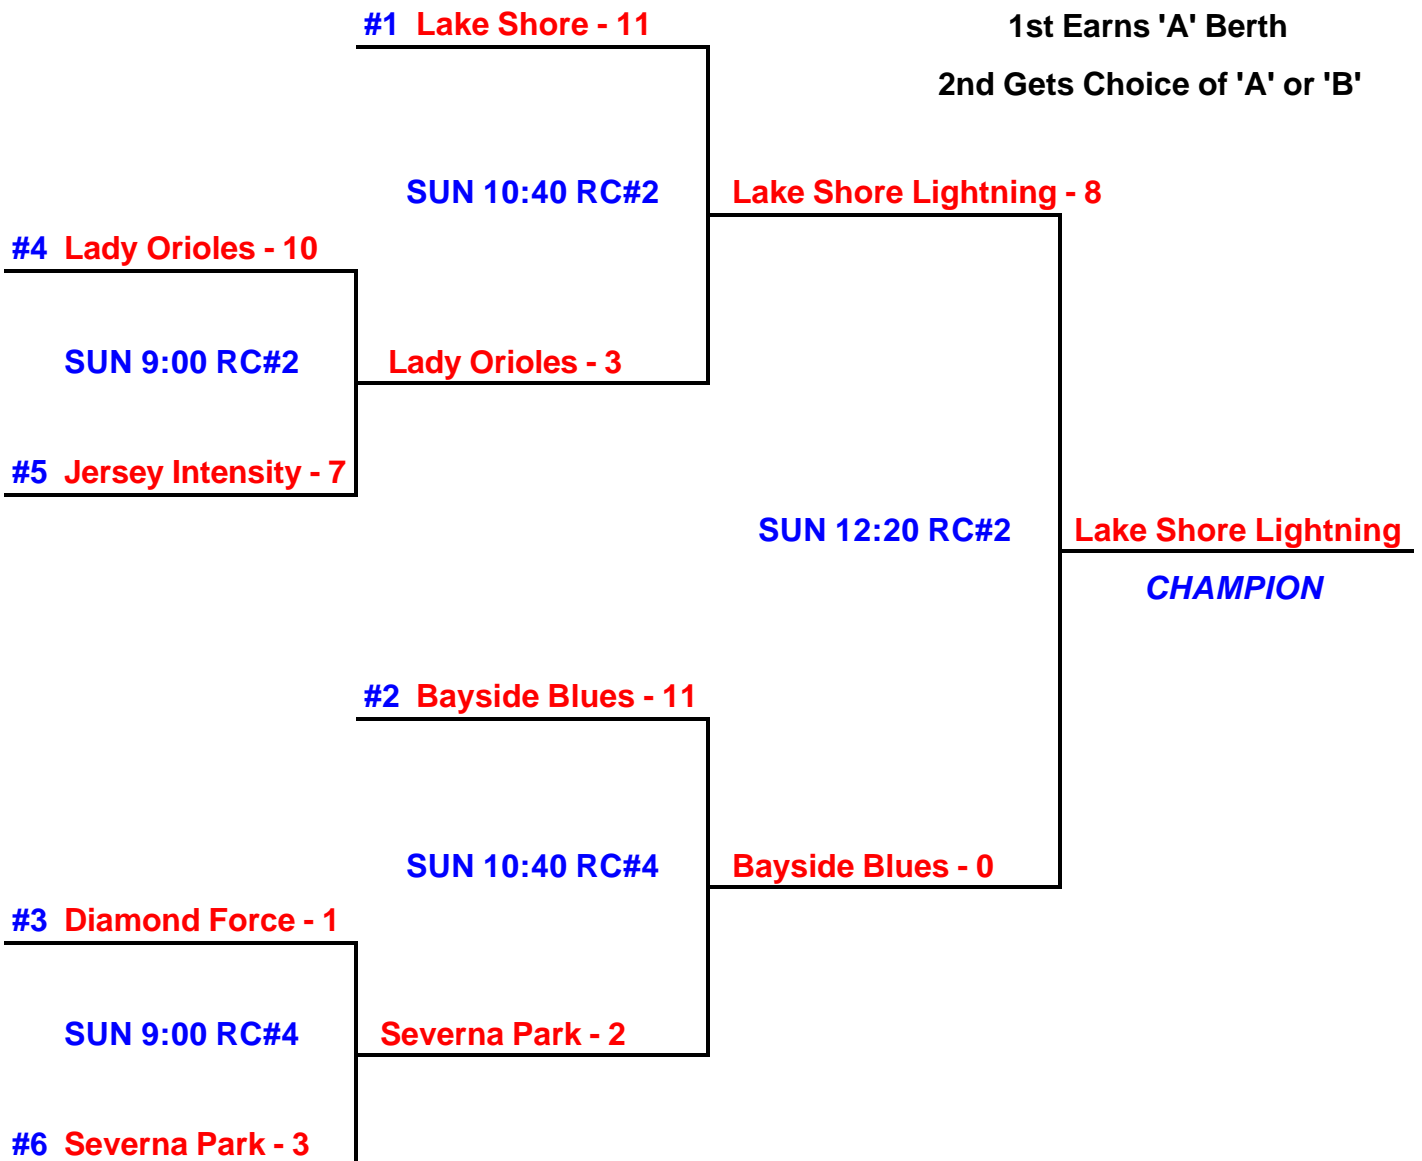 #1 Lake Shore - 11
1st Earns 'A' Berth
2nd Gets Choice of 'A' or 'B'
SUN 10:40 RC#2
Lake Shore Lightning - 8
#4 Lady Orioles - 10
SUN 9:00 RC#2
Lady Orioles - 3
#5 Jersey Intensity - 7
SUN 12:20 RC#2
Lake Shore Lightning
CHAMPION
#2 Bayside Blues - 11
SUN 10:40 RC#4
Bayside Blues - 0
#3 Diamond Force - 1
SUN 9:00 RC#4
Severna Park - 2
#6 Severna Park - 3